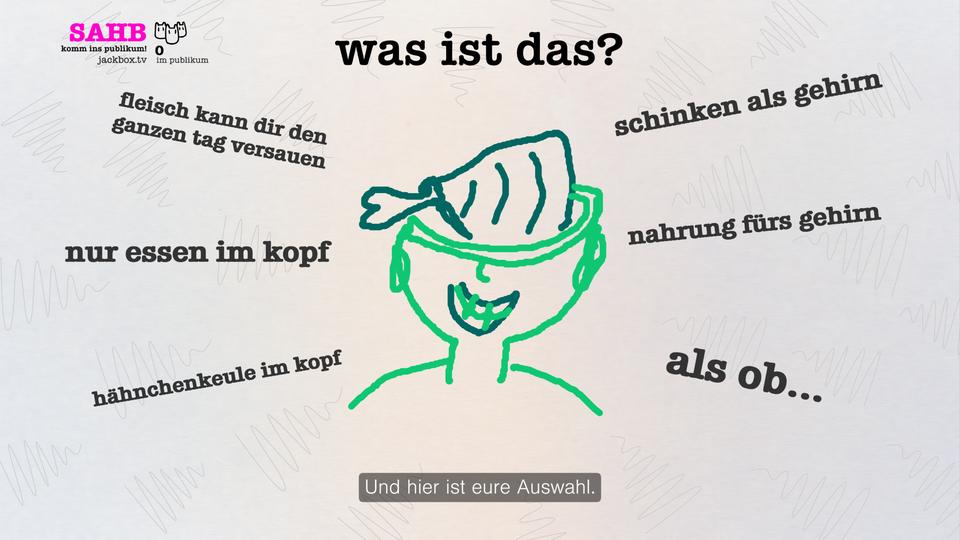 SAHB
komm ins publikum!
jackbox.tv
0
im publikum
was ist das?
fleisch kann dir den
ganzen tag versauen
schinken als gehirn
nur essen im kopf
nahrung fürs gehirn
hähnchenkeule im kopf
als ob...
Und hier ist eure Auswahl.